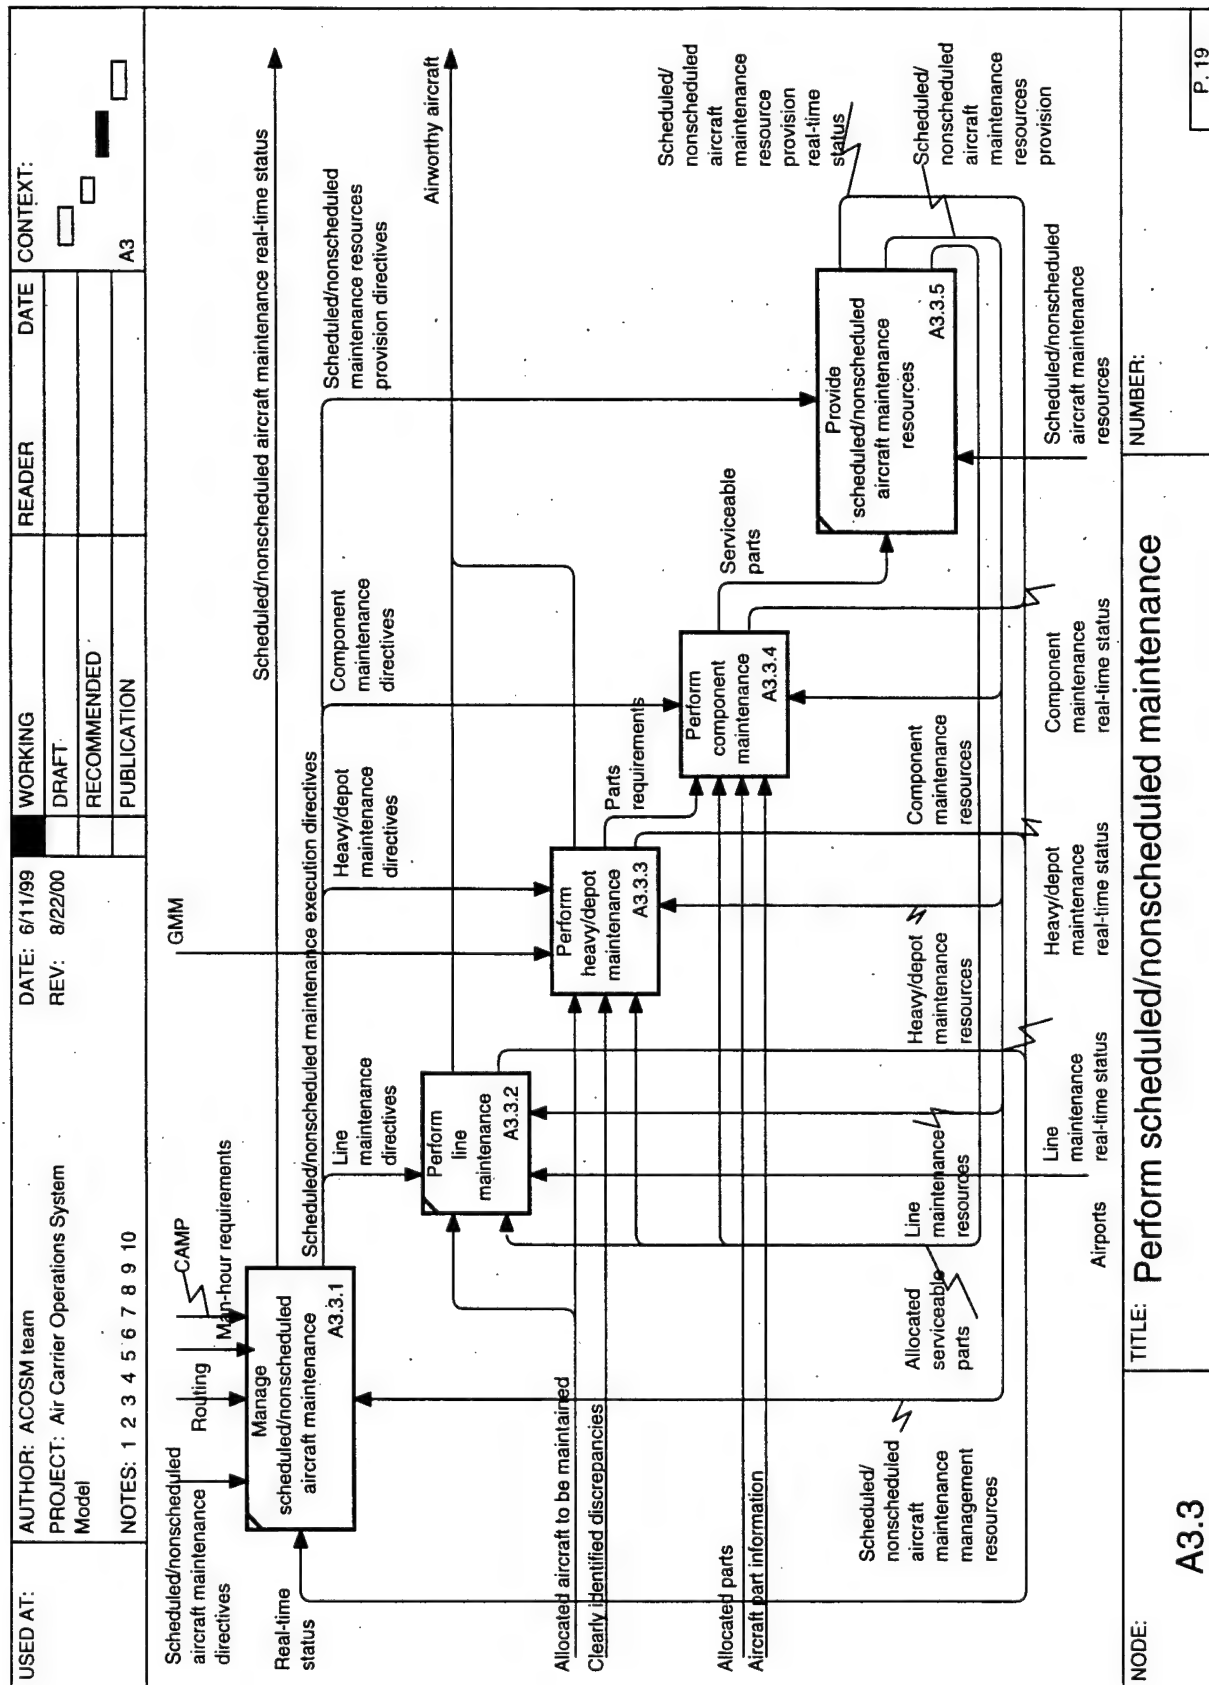 USED AT:
AUTHOR: ACOSM team
PROJECT: Air Carrier Operations System
Model
NOTES: 1 2 3 4 5 6 7 8 9 10
DATE: 6/11/99
REV: 8/22/00
WORKING
DRAFT
RECOMMENDED
PUBLICATION
READER
DATE
CONTEXT:
A3
Scheduled/nonscheduled
aircraft maintenance
directives
Routing
CAMP
Man-hour requirements
GMM
Real-time
status
Manage
scheduled/nonscheduled
aircraft maintenance
A3.3.1
Scheduled/nonscheduled aircraft maintenance real-time status
Scheduled/nonscheduled maintenance execution directives
Line
maintenance
directives
Heavy/depot
maintenance
directives
Component
maintenance
directives
Scheduled/nonscheduled
maintenance resources
provision directives
Airworthy aircraft
Perform
line
maintenance
A3.3.2
Perform
heavy/depot
maintenance
A3.3.3
Parts
requirements
Perform
component
maintenance
A3.3.4
Serviceable
parts
Provide
scheduled/nonscheduled
aircraft maintenance
resources
A3.3.5
Scheduled/
nonscheduled
aircraft
maintenance
resource
provision
real-time
status
Scheduled/
nonscheduled
aircraft
maintenance
resources
provision
Allocated aircraft to be maintained
Clearly identified discrepancies
Allocated parts
Aircraft part information
Scheduled/
nonscheduled
aircraft
maintenance
management
resources
Allocated
serviceable
parts
Line
maintenance
resources
Heavy/depot
maintenance
resources
Component
maintenance
resources
Airports
Line
maintenance
real-time status
Heavy/depot
maintenance
real-time status
Component
maintenance
real-time status
Scheduled/nonscheduled
aircraft maintenance
resources
NODE:
A3.3
TITLE: Perform scheduled/nonscheduled maintenance
NUMBER:
P. 19